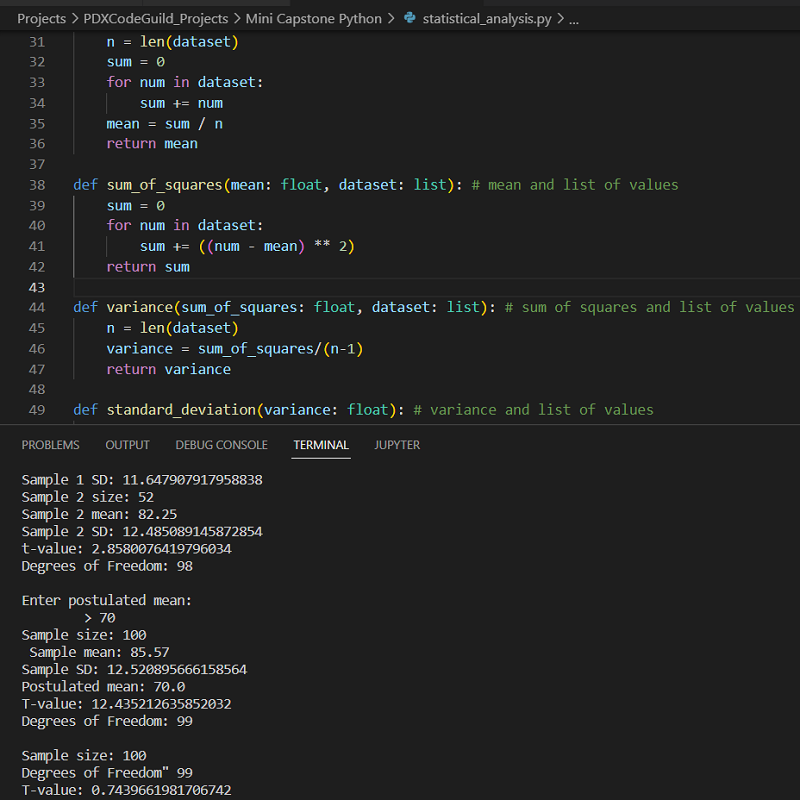 Projects > PDXCodeGuild_Projects > Mini Capstone Python > statistical_analysis.py > ...
31 n = len(dataset)
32 sum = 0
33 for num in dataset:
34 sum += num
35 mean = sum / n
36 return mean
37
38 def sum_of_squares(mean: float, dataset: list): # mean and list of values
39 sum = 0
40 for num in dataset:
41 sum += ((num - mean) ** 2)
42 return sum
43
44 def variance(sum_of_squares: float, dataset: list): # sum of squares and list of values
45 n = len(dataset)
46 variance = sum_of_squares/(n-1)
47 return variance
48
49 def standard_deviation(variance: float): # variance and list of values
PROBLEMS OUTPUT DEBUG CONSOLE TERMINAL JUPYTER
Sample 1 SD: 11.647907917958838
Sample 2 size: 52
Sample 2 mean: 82.25
Sample 2 SD: 12.485089145872854
t-value: 2.8580076419796034
Degrees of Freedom: 98
Enter postulated mean:
> 70
Sample size: 100
Sample mean: 85.57
Sample SD: 12.520895666158564
Postulated mean: 70.0
T-value: 12.435212635852032
Degrees of Freedom: 99
Sample size: 100
Degrees of Freedom" 99
T-value: 0.7439661981706742